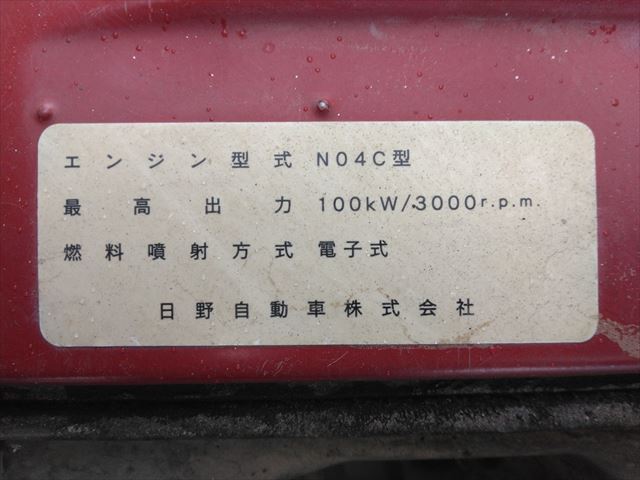 エンジン型式 N04C型
最高出力 100kW/3000r.p.m.
燃料噴射方式 電子式
日野自動車株式会社